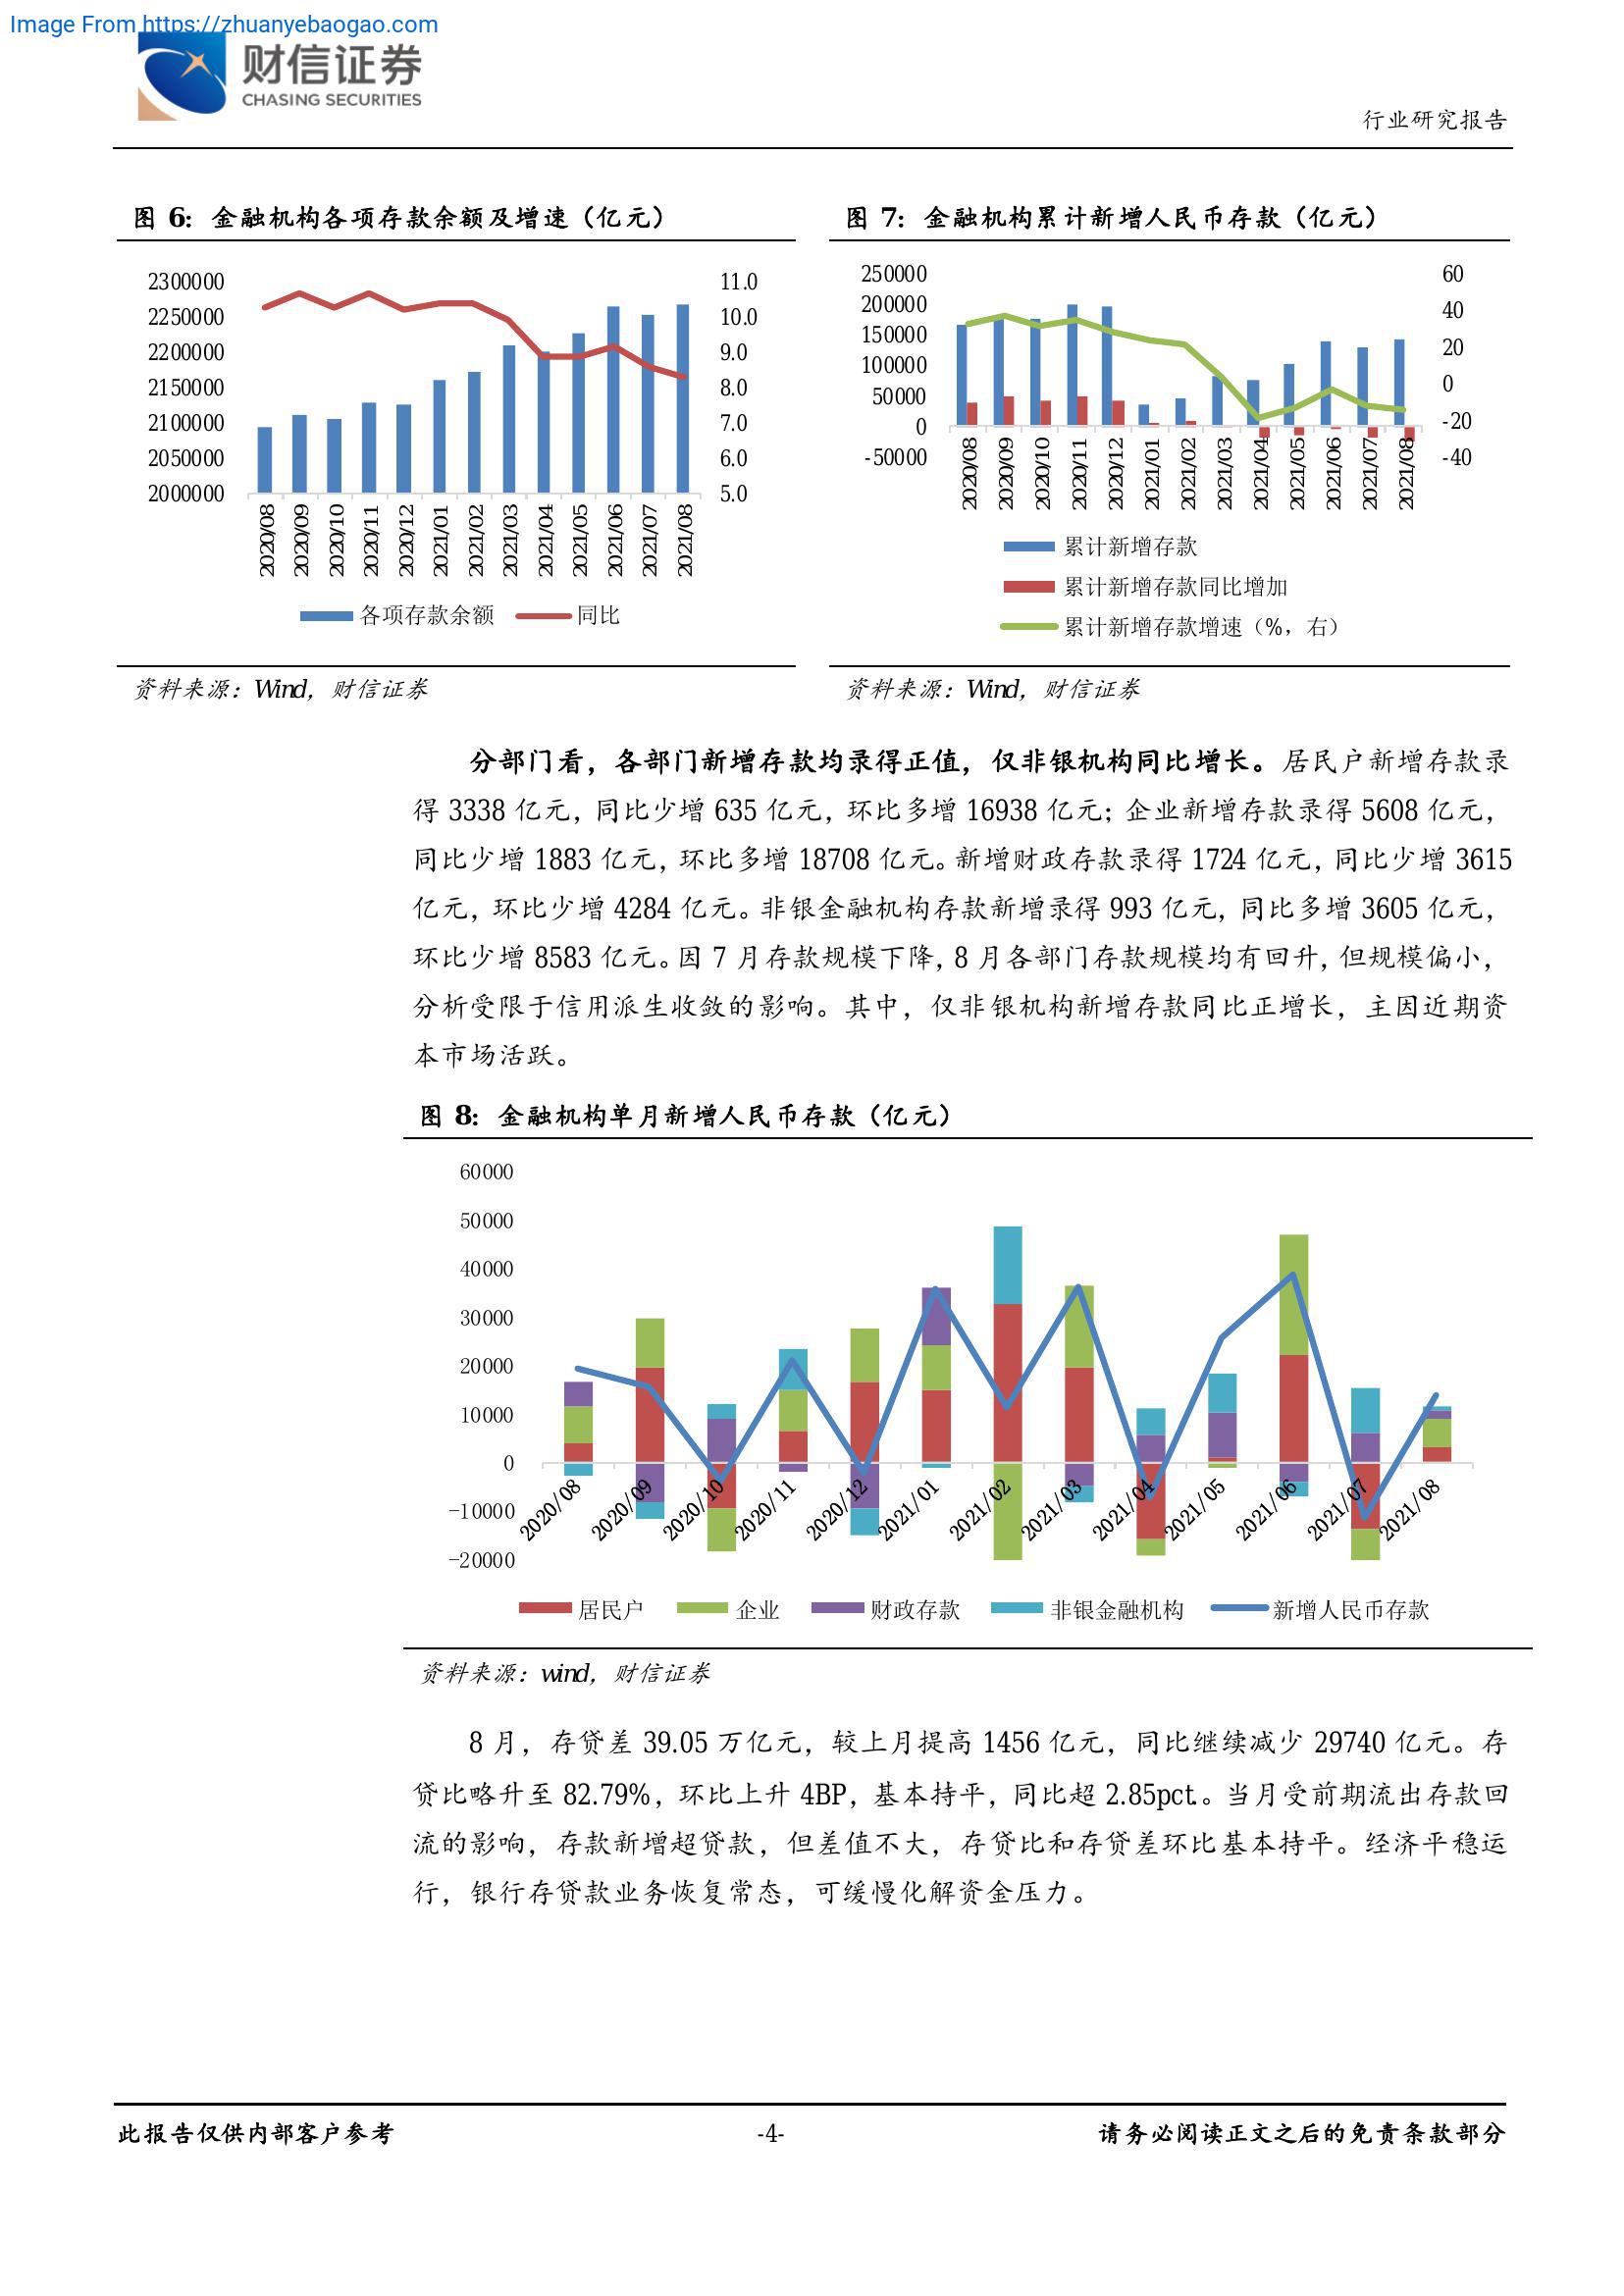 Image From https://zhuanyebaogao.com
财信证券
CHASING SECURITIES
行业研究报告
图 6：金融机构各项存款余额及增速（亿元）
2300000
2250000
2200000
2150000
2100000
2050000
2000000
11.0
10.0
9.0
8.0
7.0
6.0
5.0
2020/08
2020/09
2020/10
2020/11
2020/12
2021/01
2021/02
2021/03
2021/04
2021/05
2021/06
2021/07
2021/08
各项存款余额 同比
资料来源：Wind，财信证券
图 7：金融机构累计新增人民币存款（亿元）
250000
200000
150000
100000
50000
0
-50000
60
40
20
0
-20
-40
2020/08
2020/09
2020/10
2020/11
2020/12
2021/01
2021/02
2021/03
2021/04
2021/05
2021/06
2021/07
2021/08
累计新增存款
累计新增存款同比增加
累计新增存款增速（%，右）
资料来源：Wind，财信证券
分部门看，各部门新增存款均录得正值，仅非银机构同比增长。居民户新增存款录
得 3338 亿元，同比少增 635 亿元，环比多增 16938 亿元；企业新增存款录得 5608 亿元，
同比少增 1883 亿元，环比多增 18708 亿元。新增财政存款录得 1724 亿元，同比少增 3615
亿元，环比少增 4284 亿元。非银金融机构存款新增录得 993 亿元，同比多增 3605 亿元，
环比少增 8583 亿元。因 7 月存款规模下降，8 月各部门存款规模均有回升，但规模偏小，
分析受限于信用派生收敛的影响。其中，仅非银机构新增存款同比正增长，主因近期资
本市场活跃。
图 8：金融机构单月新增人民币存款（亿元）
60000
50000
40000
30000
20000
10000
0
-10000
-20000
2020/08
2020/09
2020/10
2020/11
2020/12
2021/01
2021/02
2021/03
2021/04
2021/05
2021/06
2021/07
2021/08
居民户 企业 财政存款 非银金融机构 新增人民币存款
资料来源：wind，财信证券
8 月，存贷差 39.05 万亿元，较上月提高 1456 亿元，同比继续减少 29740 亿元。存
贷比略升至 82.79%，环比上升 4BP，基本持平，同比超 2.85pct.。当月受前期流出存款回
流的影响，存款新增超贷款，但差值不大，存贷比和存贷差环比基本持平。经济平稳运
行，银行存贷款业务恢复常态，可缓慢化解资金压力。
此报告仅供内部客户参考
-4-
请务必阅读正文之后的免责条款部分